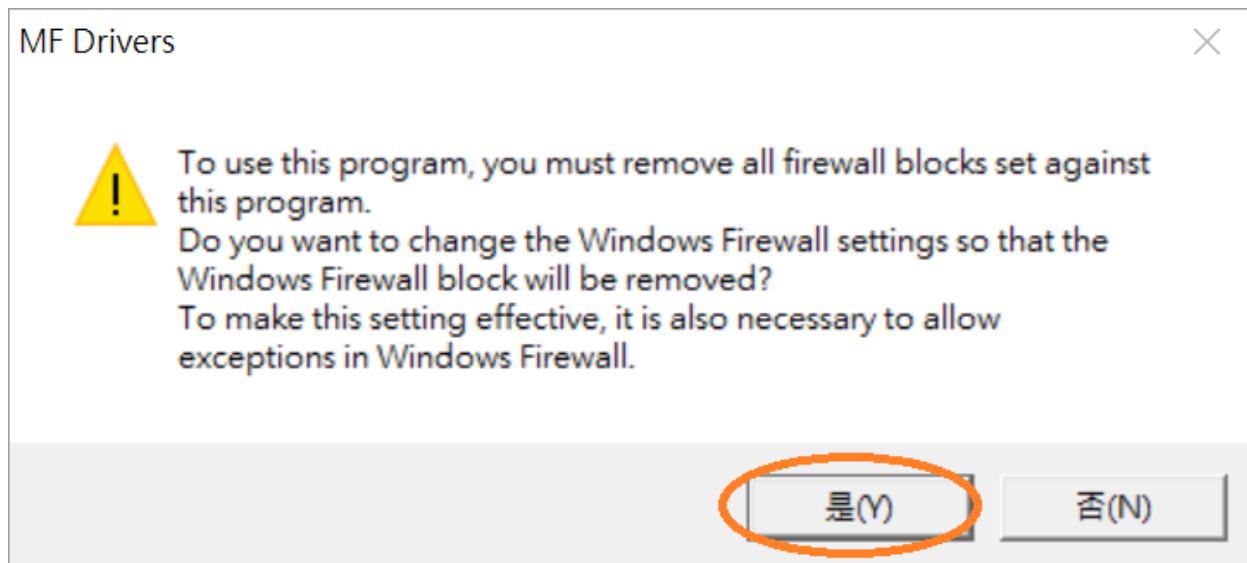 MF Drivers
To use this program, you must remove all firewall blocks set against
this program.
Do you want to change the Windows Firewall settings so that the
Windows Firewall block will be removed?
To make this setting effective, it is also necessary to allow
exceptions in Windows Firewall.
是(Y)
否(N)